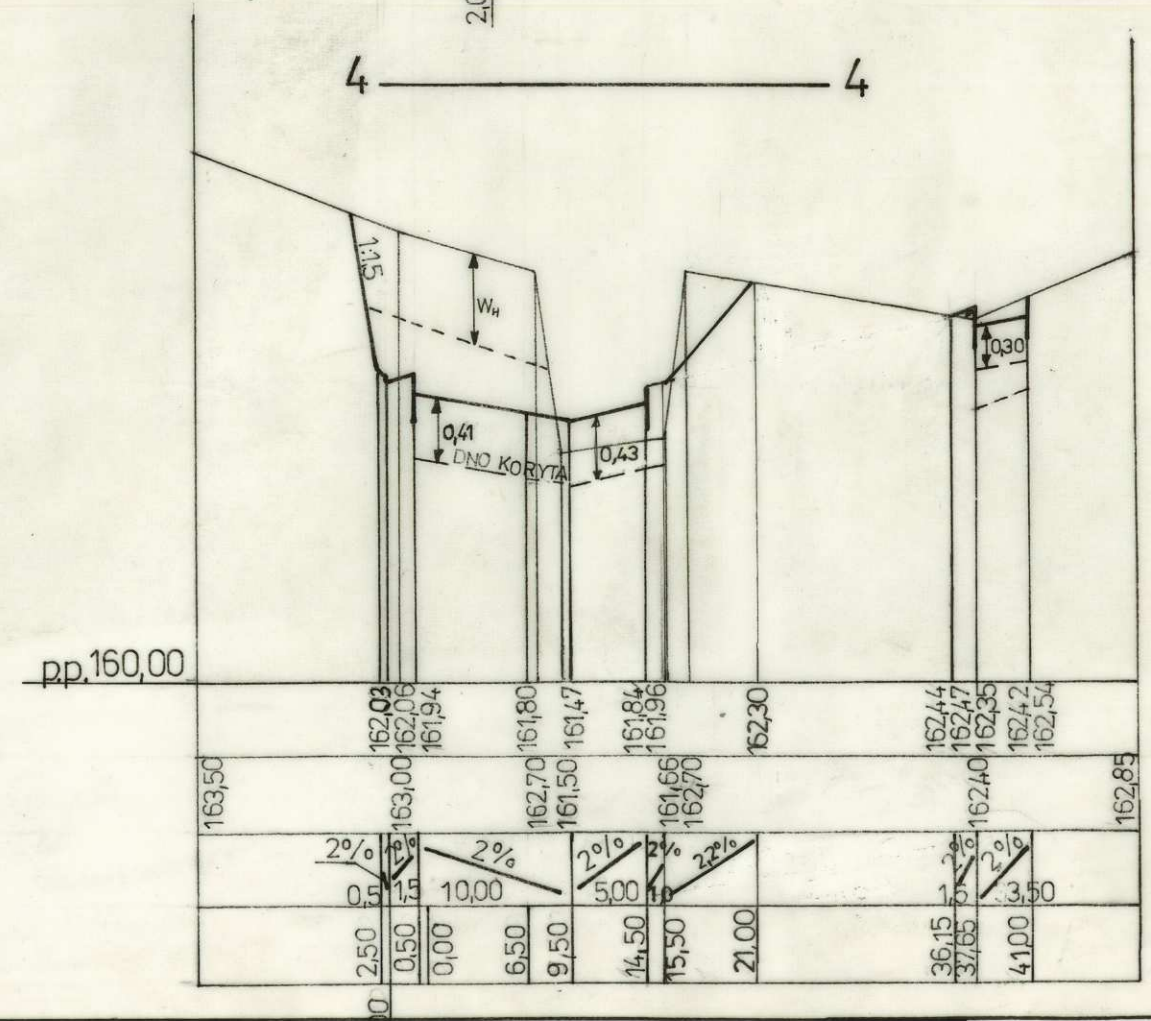 2,0
4 4
1:1,5
Wн
0,41
DNO KORYTA
0,43
0,30
p.p. 160,00
162,03 162,06 161,94 161,80 161,47 161,84 161,96 162,30 162,44 162,47 162,35 162,42 162,54
163,50 163,00 162,70 161,50 161,66 162,70 162,40 162,85
2% 2% 2% 2% 2% 2,2% 2% 2%
0,5 1,5 10,00 5,00 1,0 1,5 3,50
2,50 0,50 0,00 6,50 9,50 14,50 15,50 21,00 36,15 37,65 41,00